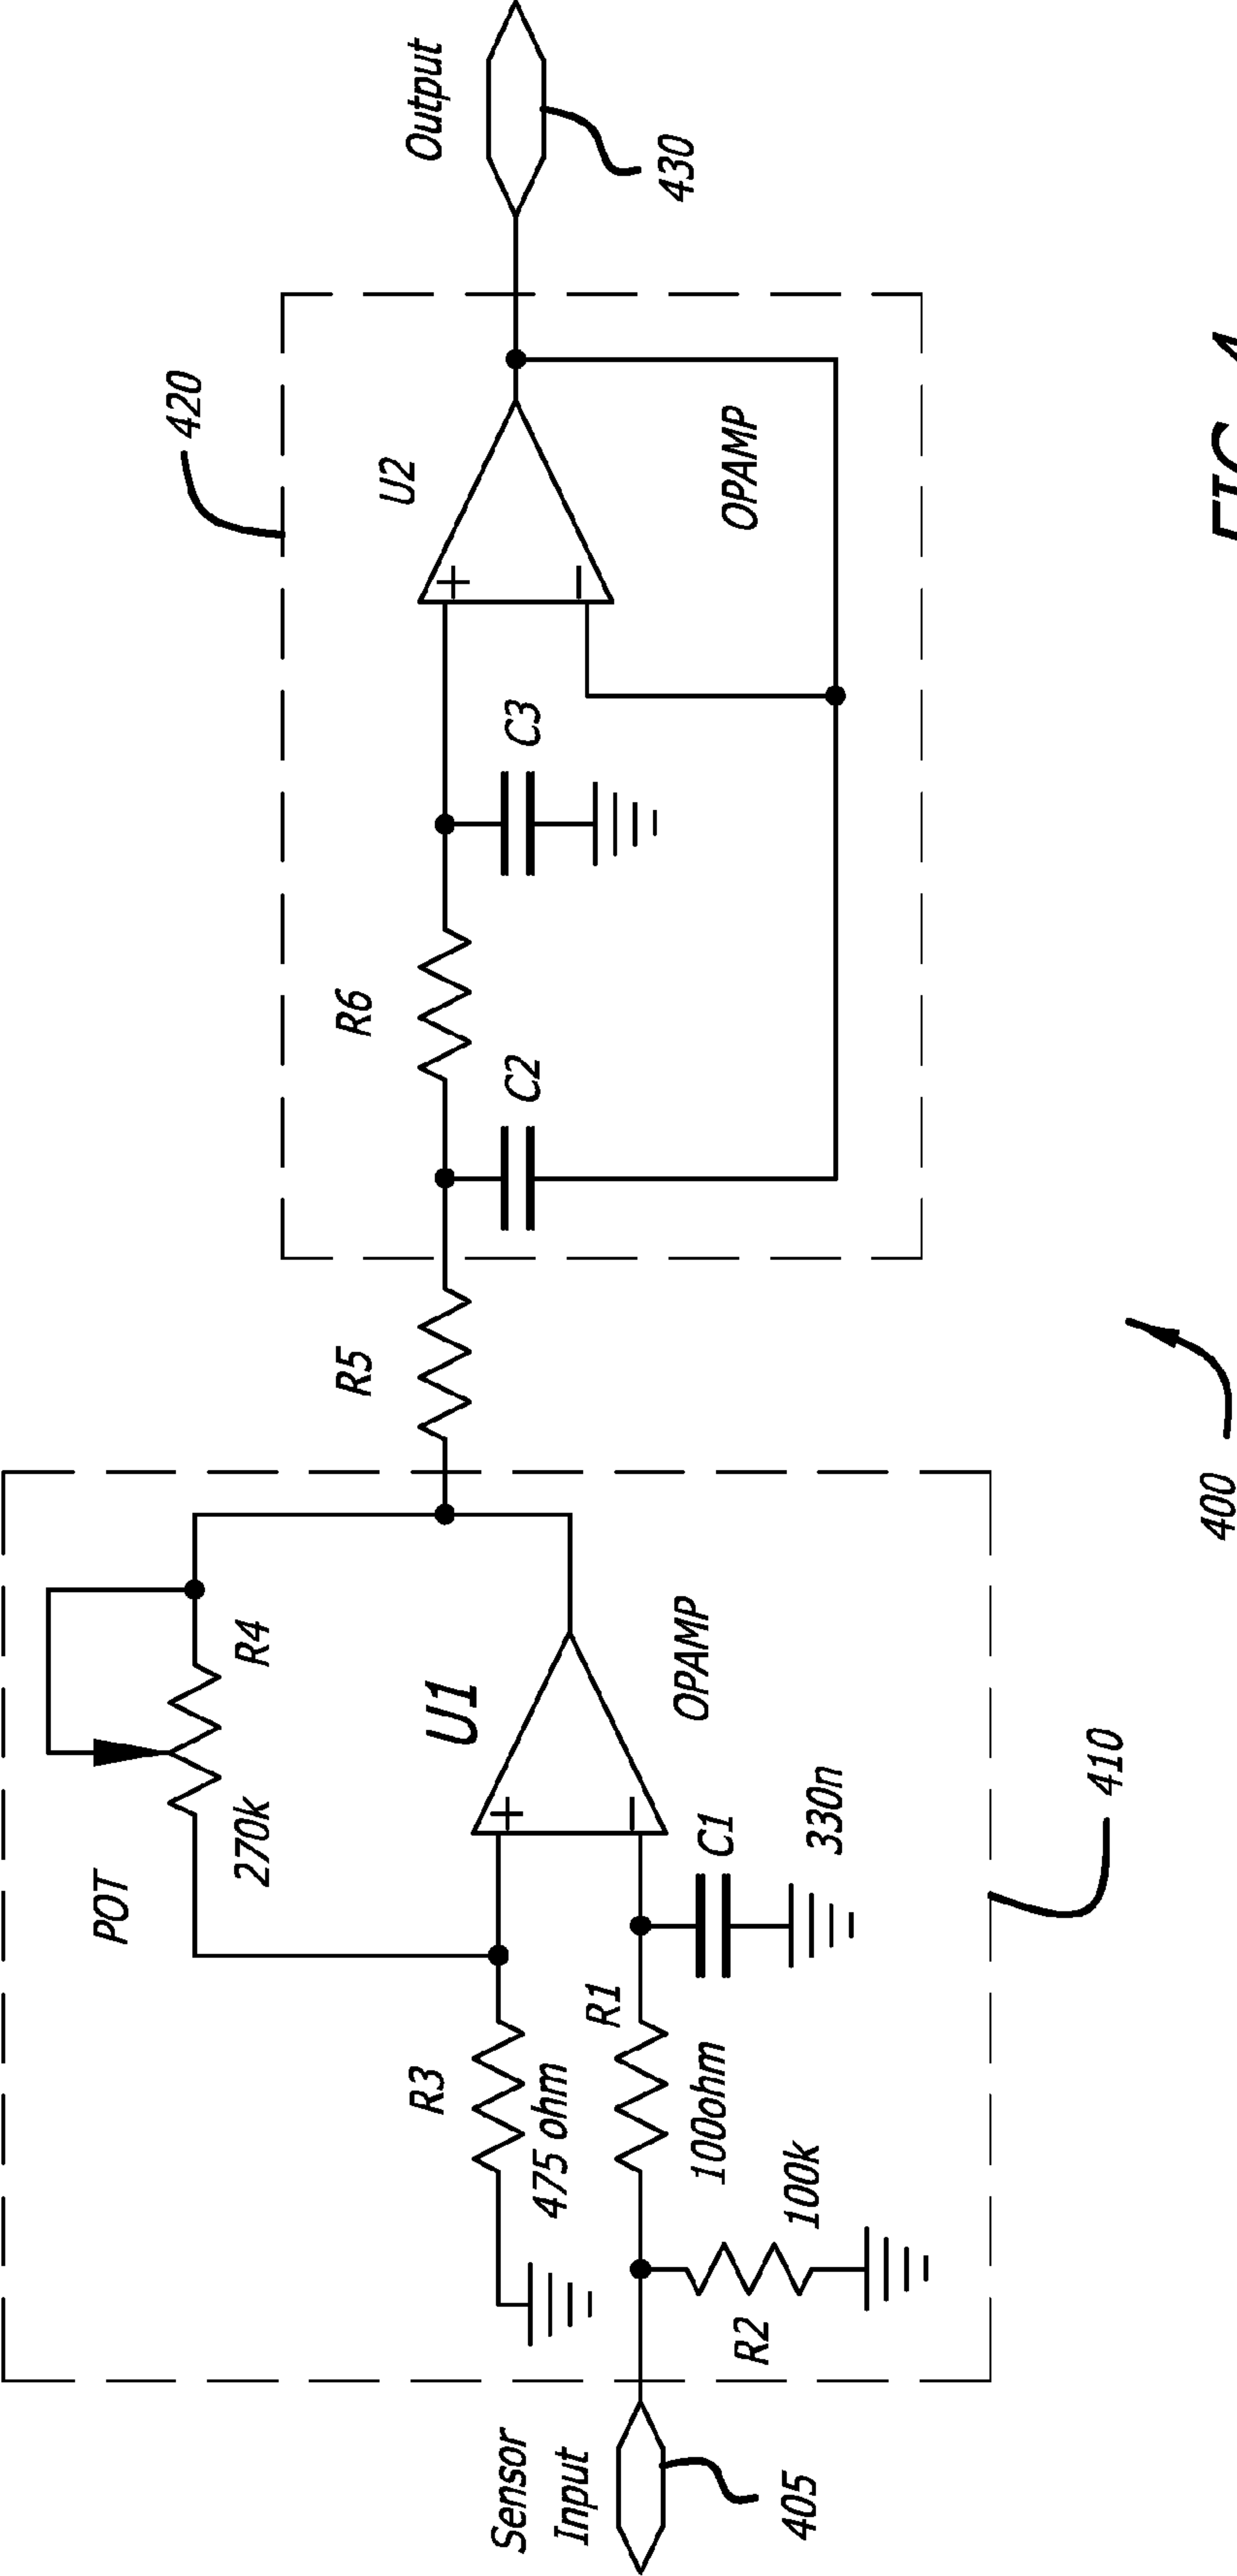 Sensor
Input
405
R2
100k
R3
475 ohm
R1
100ohm
C1
330n
POT
270k
R4
U1
+
−
OPAMP
410
R5
400
420
C2
R6
C3
U2
+
−
OPAMP
Output
430